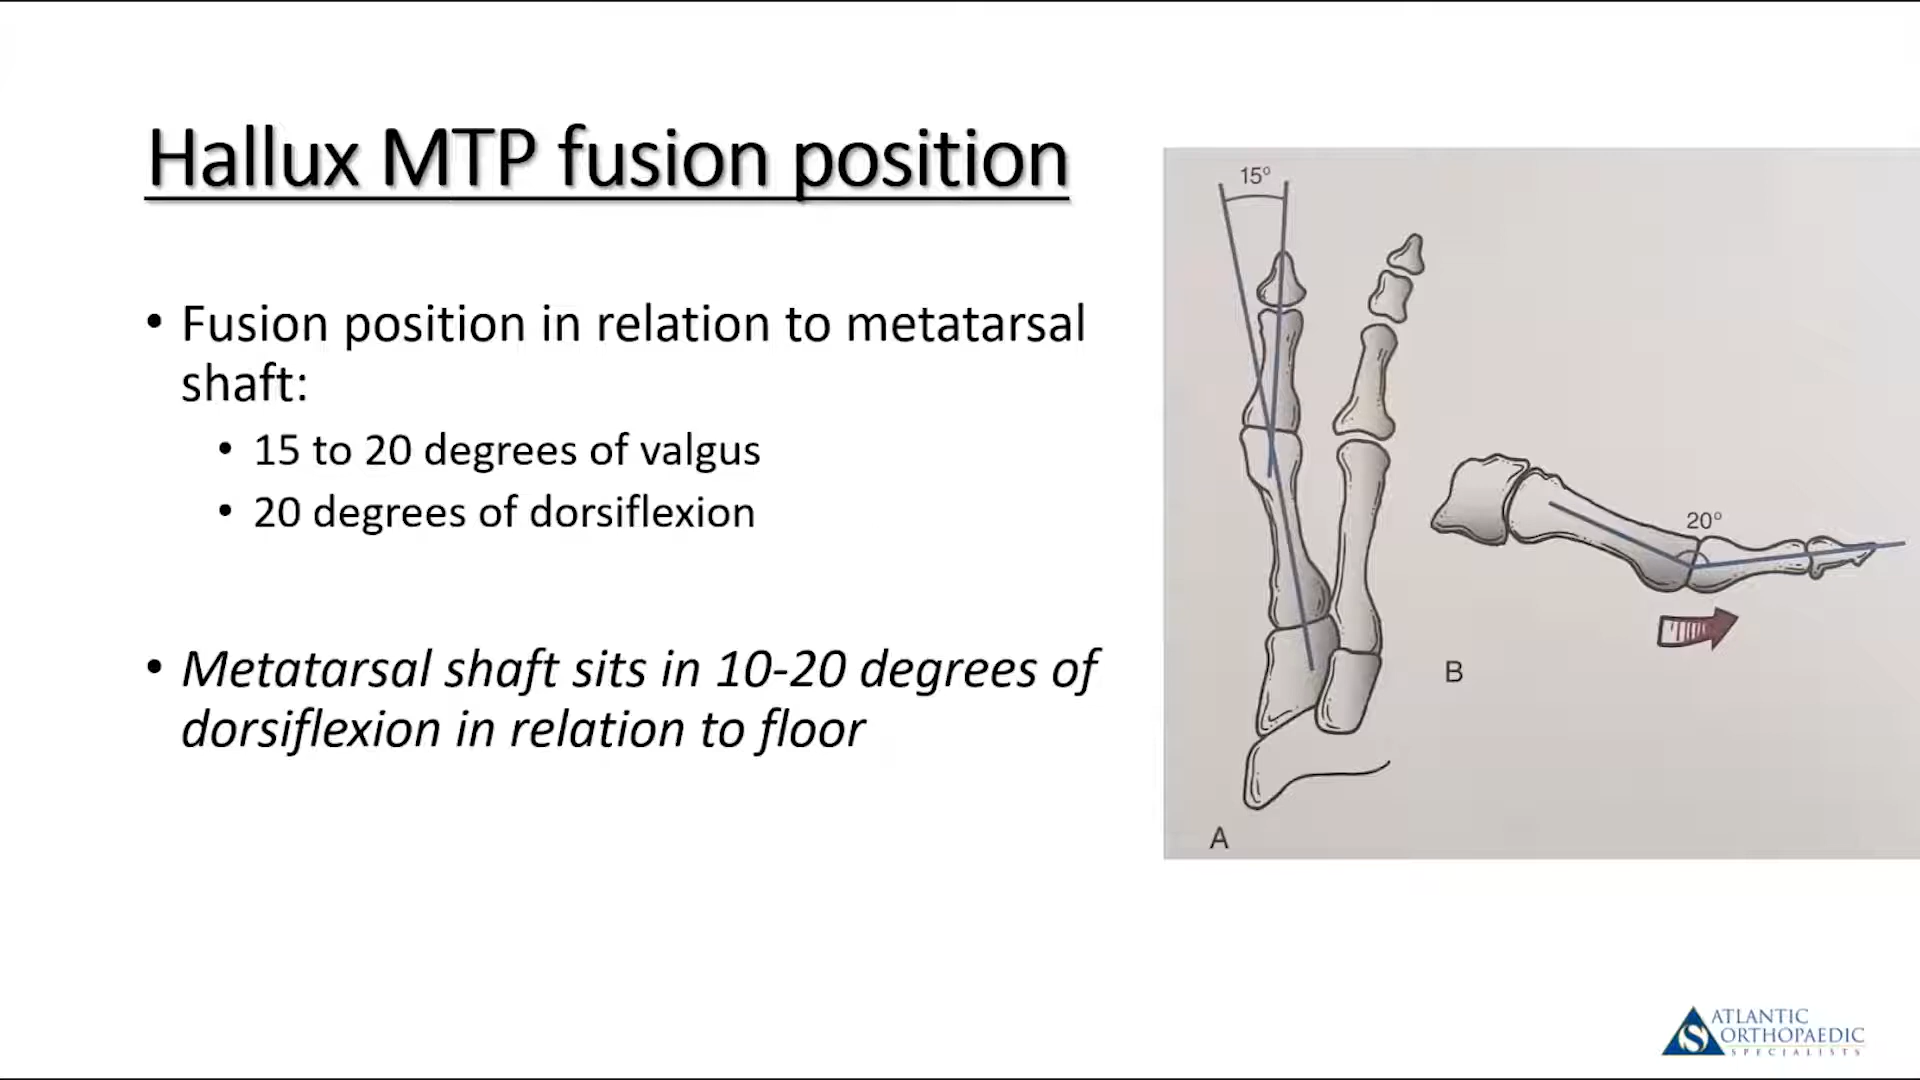 Hallux MTP fusion position
• Fusion position in relation to metatarsal
shaft:
• 15 to 20 degrees of valgus
• 20 degrees of dorsiflexion
• Metatarsal shaft sits in 10-20 degrees of
dorsiflexion in relation to floor
15°
20°
B
A
ATLANTIC
ORTHOPAEDIC
SPECIALISTS